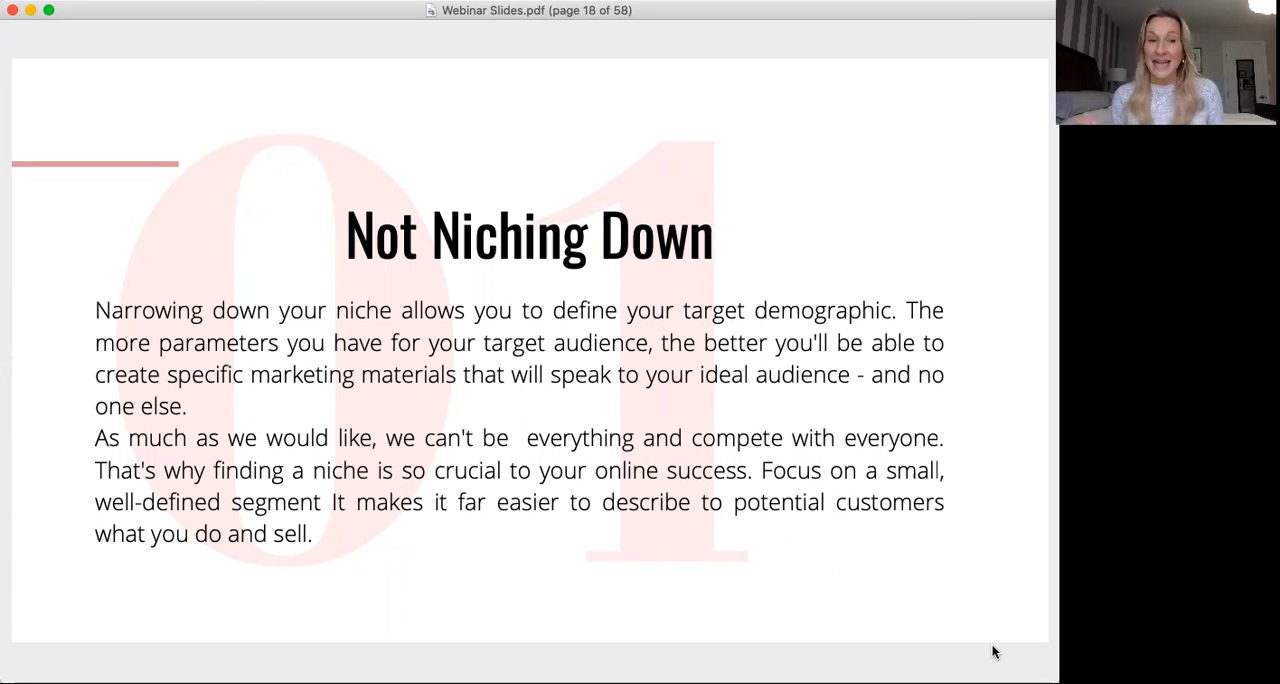 Webinar Slides.pdf (page 18 of 58)
01
Not Niching Down
Narrowing down your niche allows you to define your target demographic. The
more parameters you have for your target audience, the better you'll be able to
create specific marketing materials that will speak to your ideal audience - and no
one else.
As much as we would like, we can't be  everything and compete with everyone.
That's why finding a niche is so crucial to your online success. Focus on a small,
well-defined segment It makes it far easier to describe to potential customers
what you do and sell.